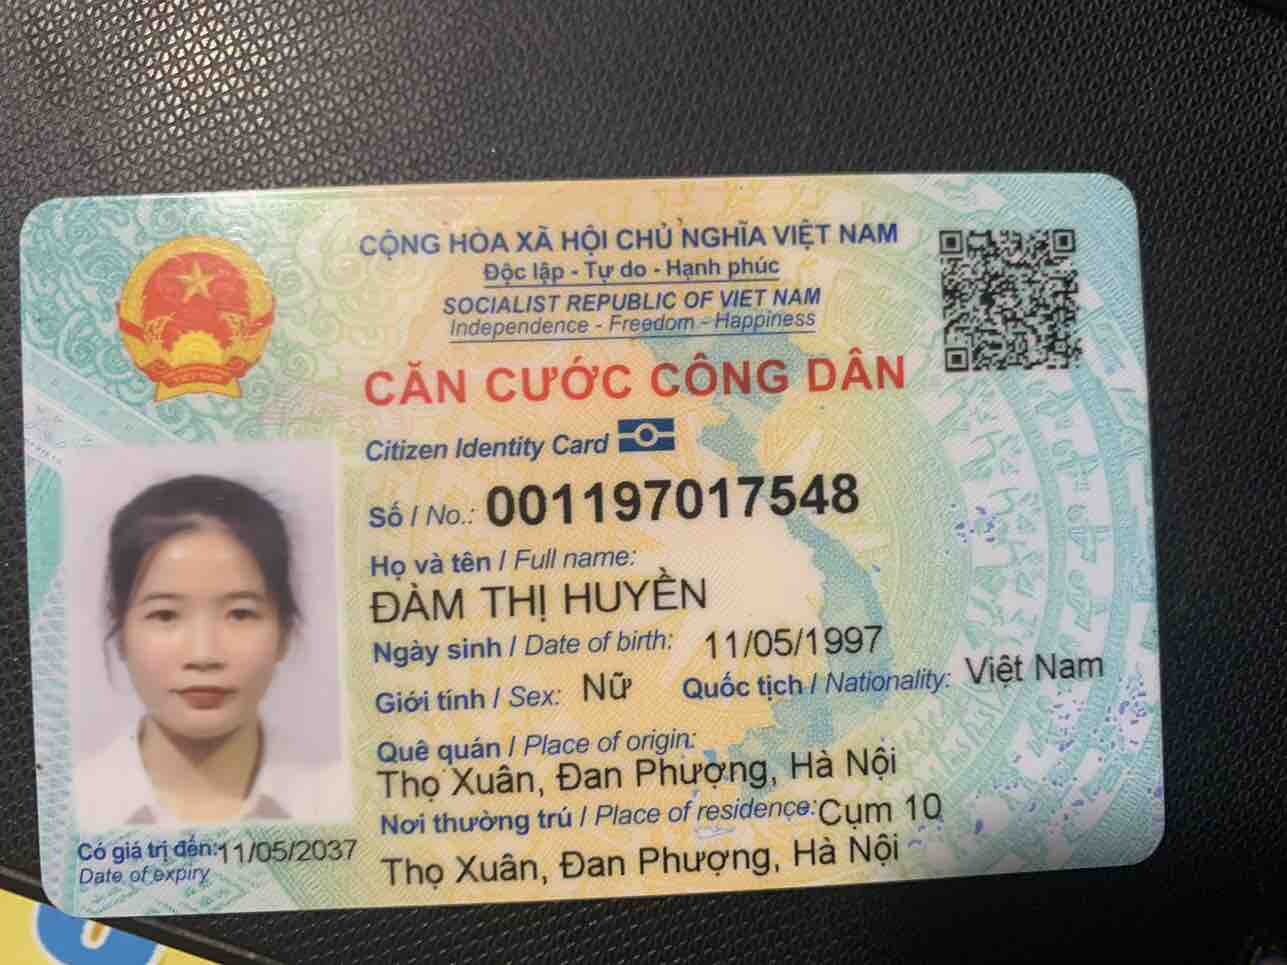 CỘNG HÒA XÃ HỘI CHỦ NGHĨA VIỆT NAM
Độc lập - Tự do - Hạnh phúc
SOCIALIST REPUBLIC OF VIET NAM
Independence - Freedom - Happiness
CĂN CƯỚC CÔNG DÂN
Citizen Identity Card
Số / No.: 001197017548
Họ và tên / Full name:
ĐÀM THỊ HUYỀN
Ngày sinh / Date of birth: 11/05/1997
Giới tính / Sex: Nữ Quốc tịch / Nationality: Việt Nam
Quê quán / Place of origin:
Thọ Xuân, Đan Phượng, Hà Nội
Nơi thường trú / Place of residence: Cụm 10
Thọ Xuân, Đan Phượng, Hà Nội
Có giá trị đến: 11/05/2037
Date of expiry